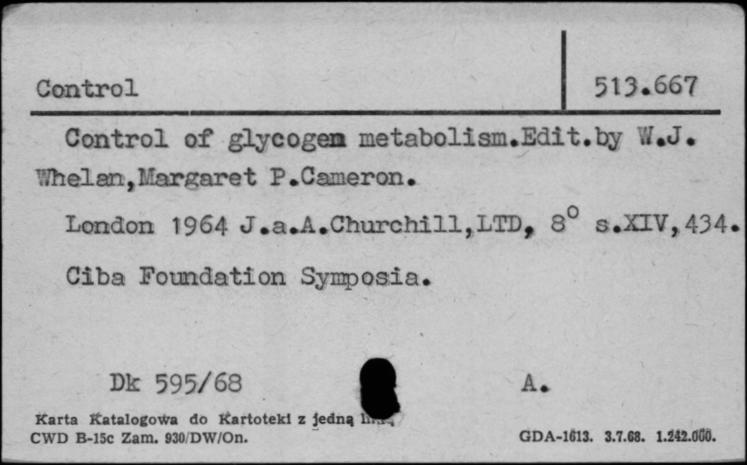 Control 513.667
Control of glycogen metabolism.Edit.by W.J.
Whelan,Margaret P.Cameron.
London 1964 J.a.A.Churchill,LTD, 8° s.XIV,434.
Ciba Foundation Symposia.
Dk 595/68 A.
Karta Katalogowa do Kartoteki z jedną
CWD B-15c Zam. 930/DW/On. GDA-1613. 3.7.68. 1.242.000.